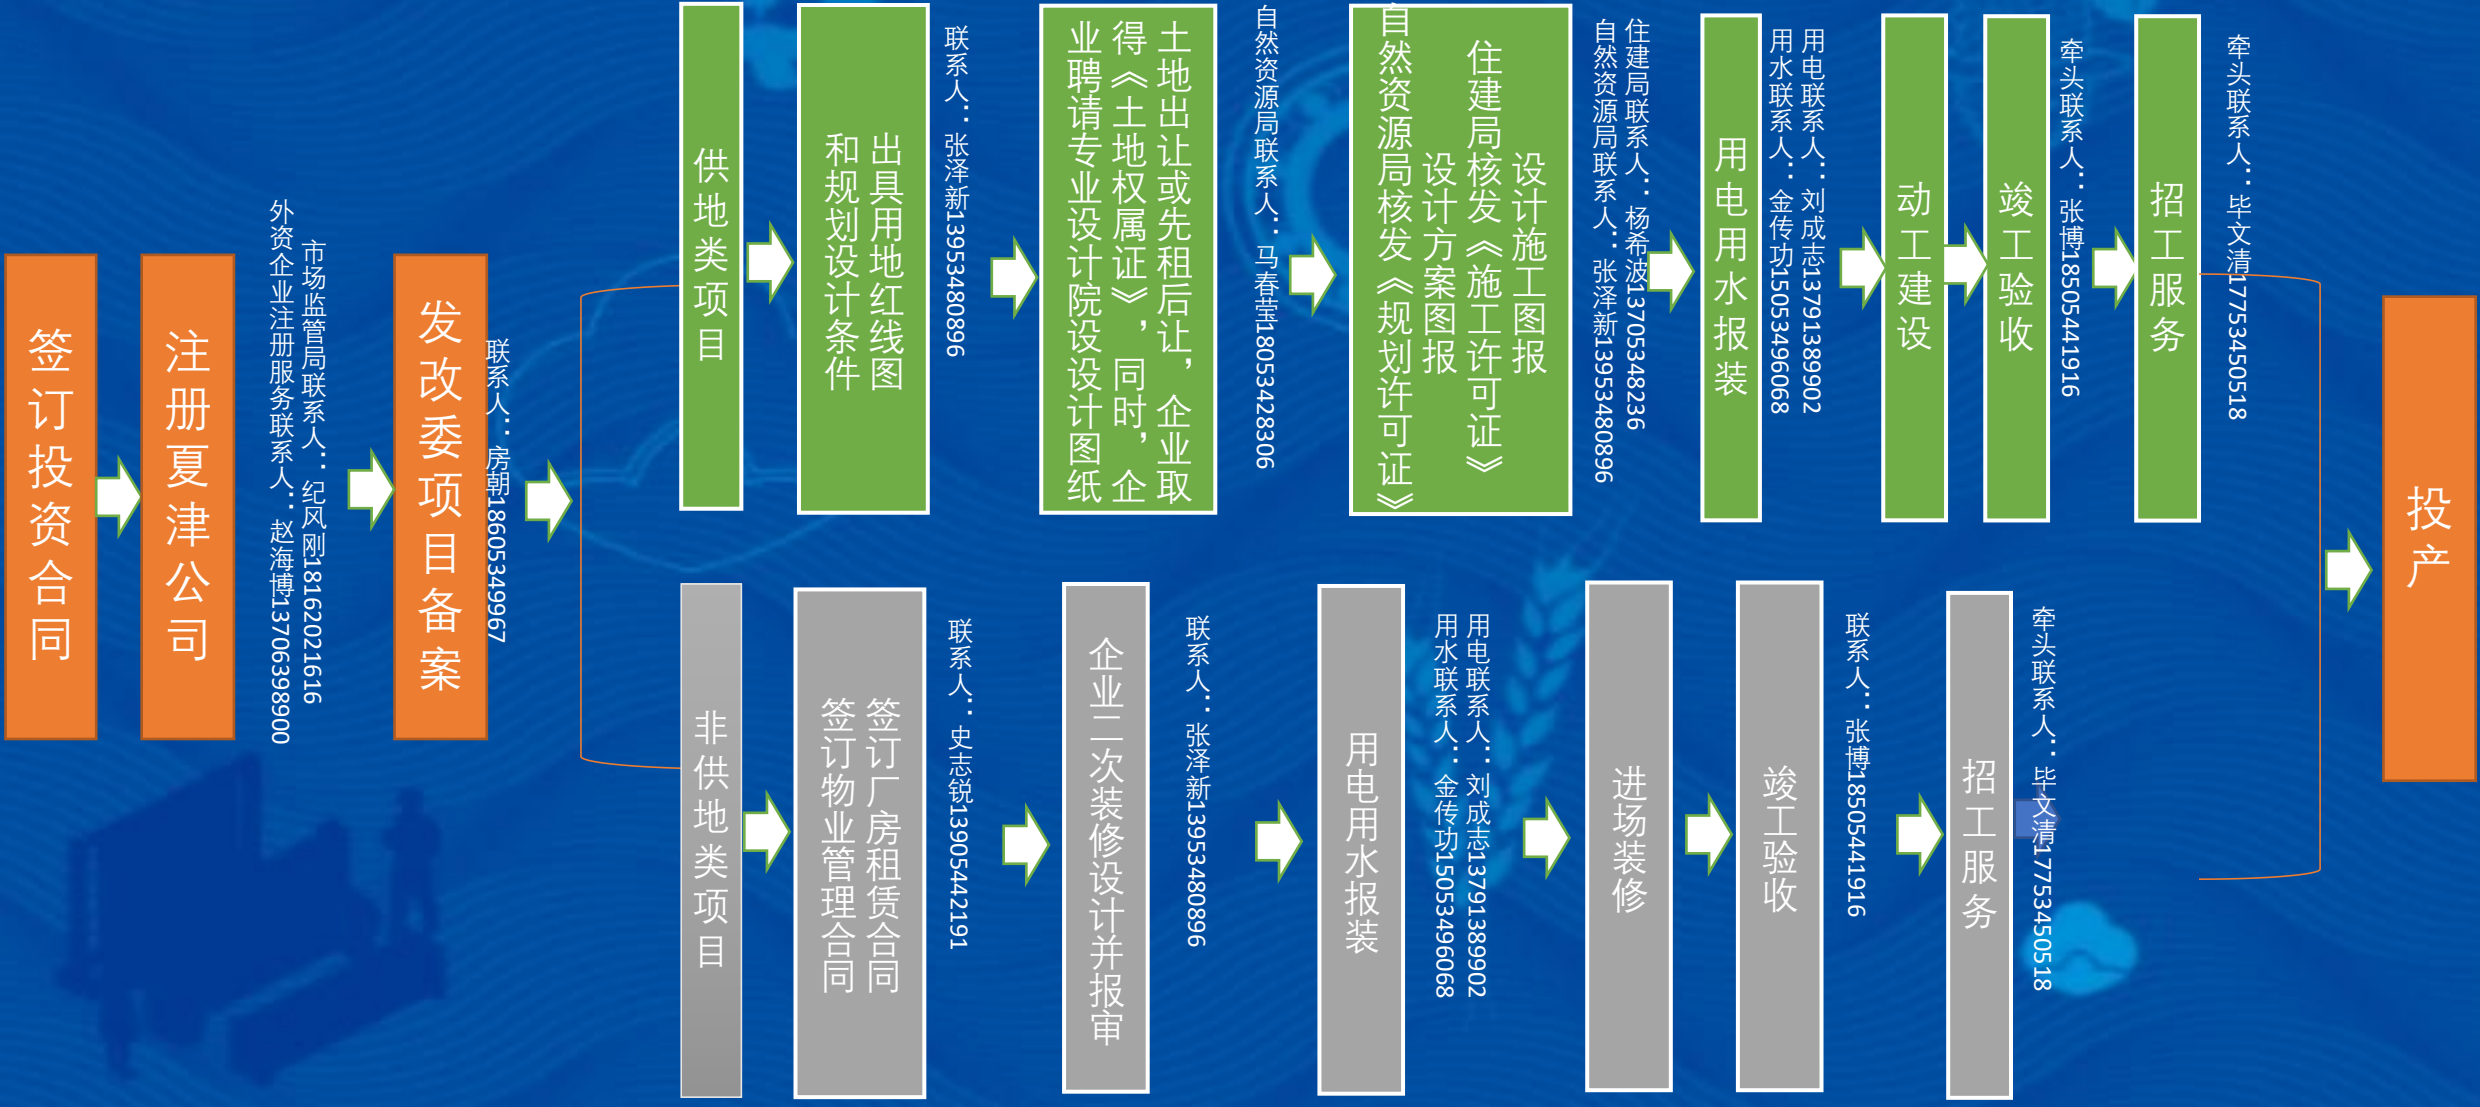 签订投资合同
注册夏津公司
市场监管局联系人：纪风刚18162021616
外资企业注册服务联系人：赵海博13706398900
发改委项目备案
联系人：房朝18605349967
供地类项目
出具用地红线图
和规划设计条件
联系人：张泽新13953480896
土地出让或先租后让，企业取
得《土地权属证》，同时，企
业聘请专业设计院设设计图纸
自然资源局联系人：马春莹18053428306
设计施工图报
住建局核发《施工许可证》
设计方案图报
自然资源局核发《规划许可证》
住建局联系人：杨希波13705348236
自然资源局联系人：张泽新13953480896
用电用水报装
用电联系人：刘成志13791389902
用水联系人：金传功15053496068
动工建设
竣工验收
牵头联系人：张博18505441916
招工服务
牵头联系人：毕文清17753450518
非供地类项目
签订厂房租赁合同
签订物业管理合同
联系人：史志锐13905442191
企业二次装修设计并报审
联系人：张泽新13953480896
用电用水报装
用电联系人：刘成志13791389902
用水联系人：金传功15053496068
进场装修
竣工验收
联系人：张博18505441916
招工服务
牵头联系人：毕文清17753450518
投产